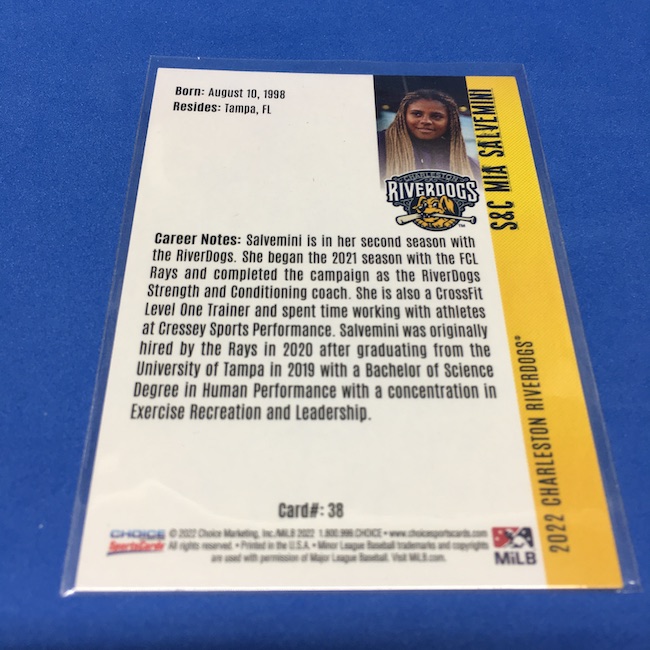 Born: August 10, 1998
Resides: Tampa, FL
CHARLESTON
RIVERDOGS
TM
S&C MIA SALVEMINI
Career Notes: Salvemini is in her second season with
the RiverDogs. She began the 2021 season with the FCL
Rays and completed the campaign as the RiverDogs
Strength and Conditioning coach. She is also a CrossFit
Level One Trainer and spent time working with athletes
at Cressey Sports Performance. Salvemini was originally
hired by the Rays in 2020 after graduating from the
University of Tampa in 2019 with a Bachelor of Science
Degree in Human Performance with a concentration in
Exercise Recreation and Leadership.
2022 CHARLESTON RIVERDOGS®
Card#: 38
CHOICE
SportsCards
© 2022 Choice Marketing, Inc./MiLB 2022 1.800.999.CHOICE • www.choicesportscards.com
All rights reserved. • Printed in the U.S.A. • Minor League Baseball trademarks and copyrights
are used with permission of Major League Baseball. Visit MiLB.com.
MiLB